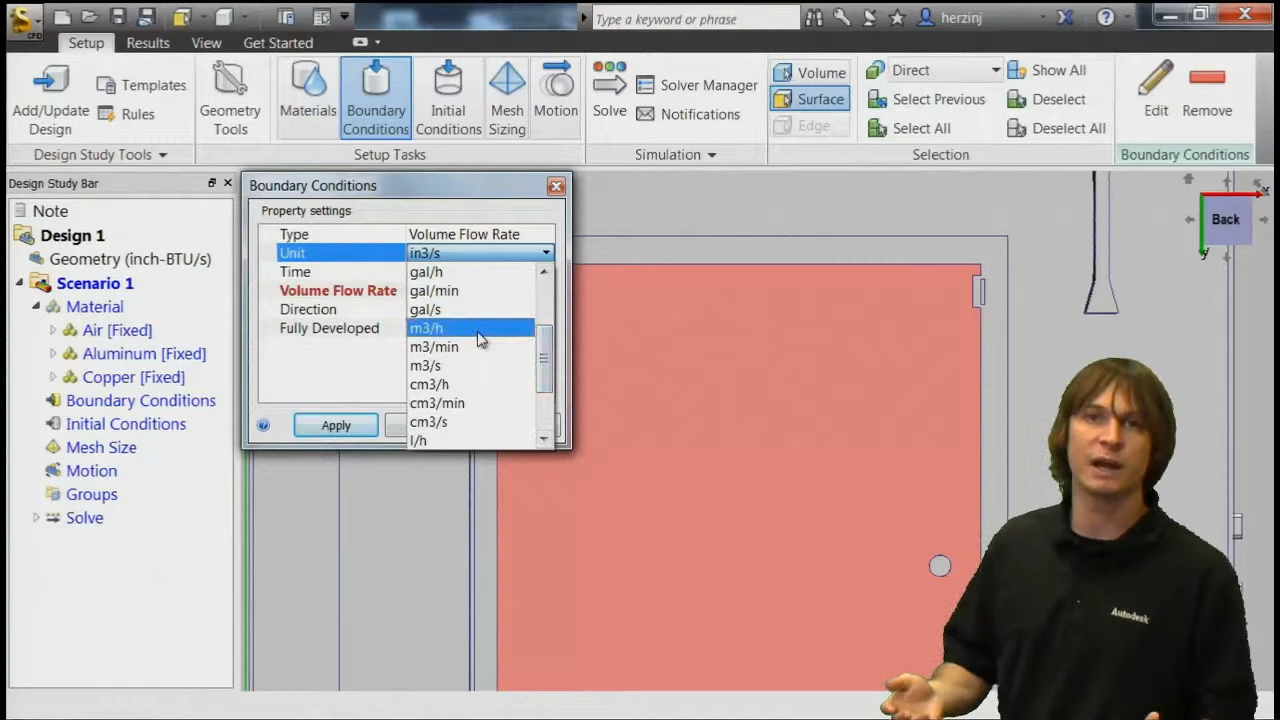 Type a keyword or phrase
herzinj
CFD
Setup
Results
View
Get Started
Add/Update
Design
Templates
Rules
Geometry
Tools
Materials
Boundary
Conditions
Initial
Conditions
Mesh
Sizing
Motion
Solve
Solver Manager
Notifications
Volume
Surface
Edge
Direct
Select Previous
Select All
Show All
Deselect
Deselect All
Edit
Remove
Design Study Tools
Setup Tasks
Simulation
Selection
Boundary Conditions
Design Study Bar
Note
Design 1
Geometry (inch-BTU/s)
Scenario 1
Material
Air [Fixed]
Aluminum [Fixed]
Copper [Fixed]
Boundary Conditions
Initial Conditions
Mesh Size
Motion
Groups
Solve
Boundary Conditions
Property settings
Type Volume Flow Rate
Unit in3/s
Time gal/h
Volume Flow Rate gal/min
Direction gal/s
Fully Developed m3/h
m3/min
m3/s
cm3/h
cm3/min
cm3/s
l/h
Apply
x
Back
y
Autodesk